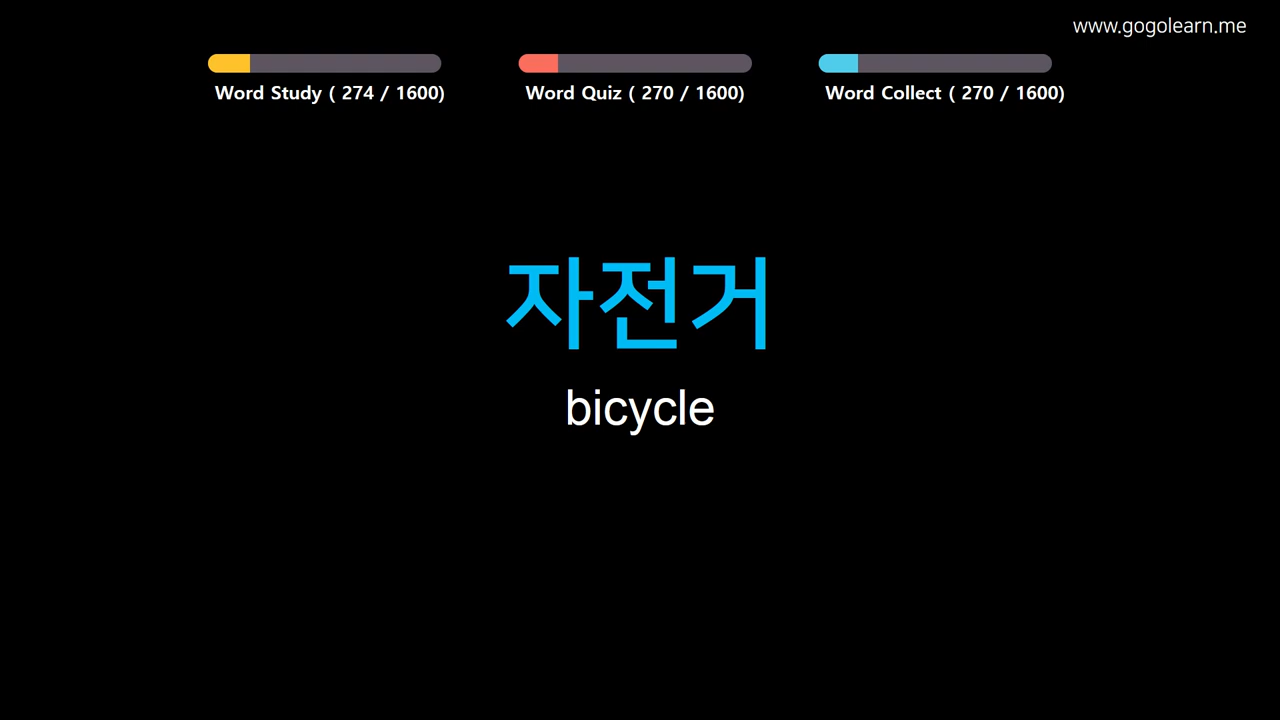 www.gogolearn.me
Word Study ( 274 / 1600)
Word Quiz ( 270 / 1600)
Word Collect ( 270 / 1600)
자전거
bicycle